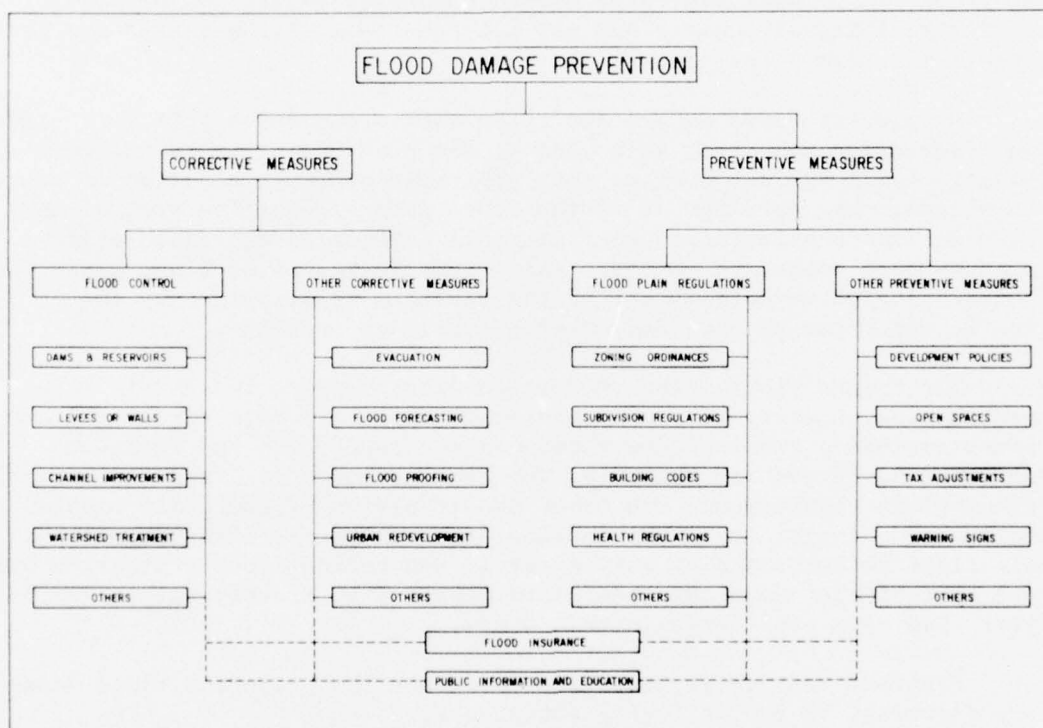 FLOOD DAMAGE PREVENTION
CORRECTIVE MEASURES
PREVENTIVE MEASURES
FLOOD CONTROL
OTHER CORRECTIVE MEASURES
FLOOD PLAIN REGULATIONS
OTHER PREVENTIVE MEASURES
DAMS & RESERVOIRS
EVACUATION
ZONING ORDINANCES
DEVELOPMENT POLICIES
LEVEES OR WALLS
FLOOD FORECASTING
SUBDIVISION REGULATIONS
OPEN SPACES
CHANNEL IMPROVEMENTS
FLOOD PROOFING
BUILDING CODES
TAX ADJUSTMENTS
WATERSHED TREATMENT
URBAN REDEVELOPMENT
HEALTH REGULATIONS
WARNING SIGNS
OTHERS
OTHERS
OTHERS
OTHERS
FLOOD INSURANCE
PUBLIC INFORMATION AND EDUCATION